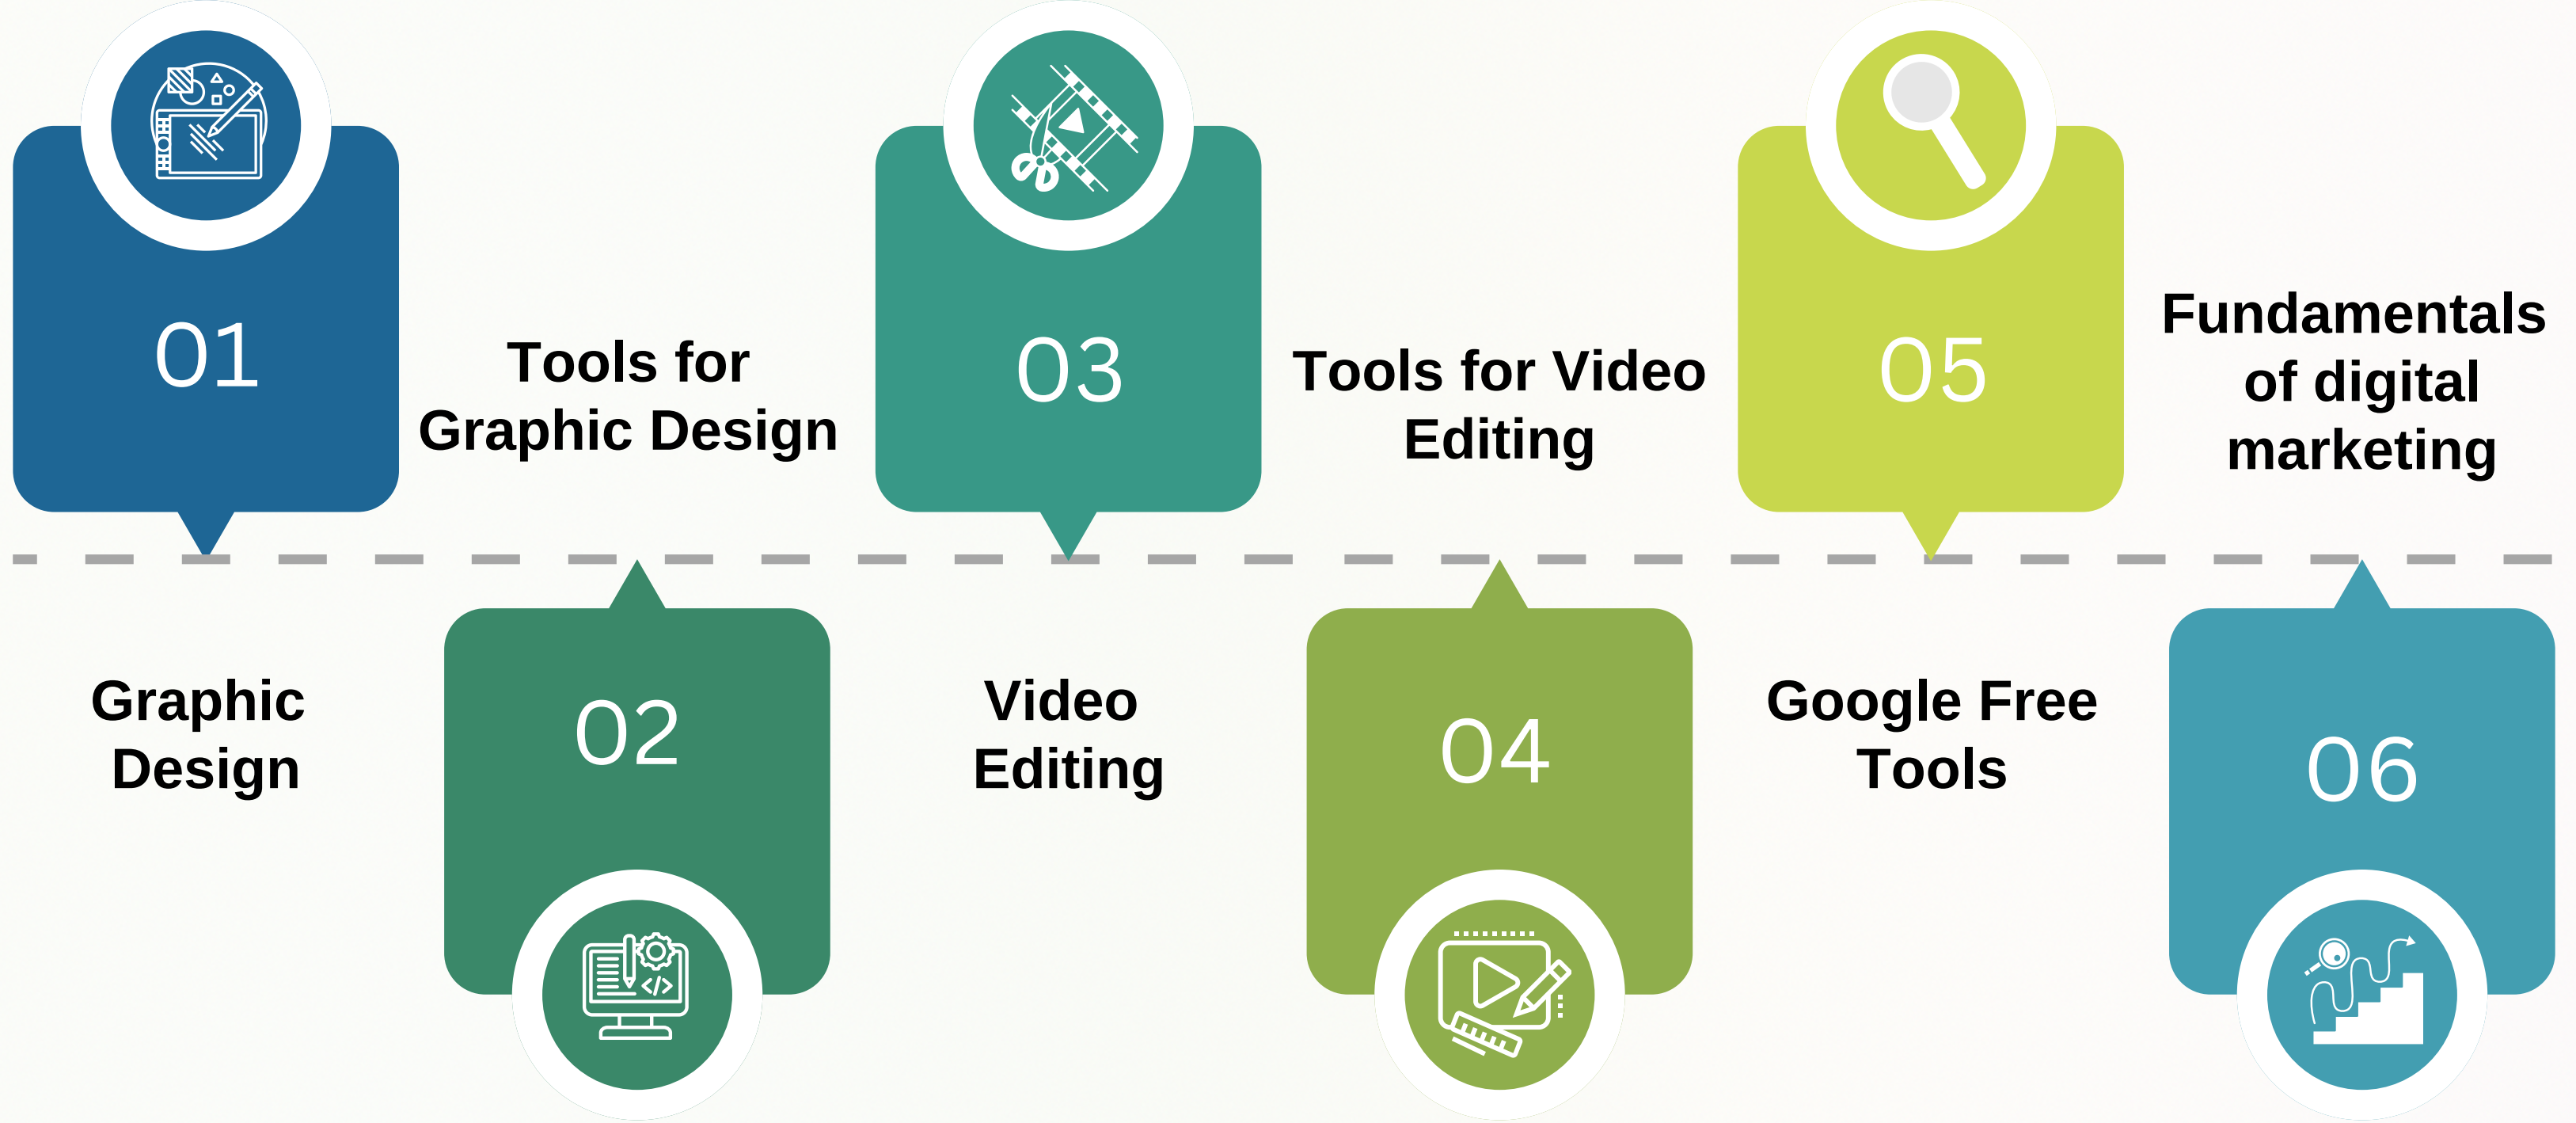 01
Graphic
Design
Tools for
Graphic Design
02
03
Video
Editing
Tools for Video
Editing
04
05
Google Free
Tools
Fundamentals
of digital
marketing
06